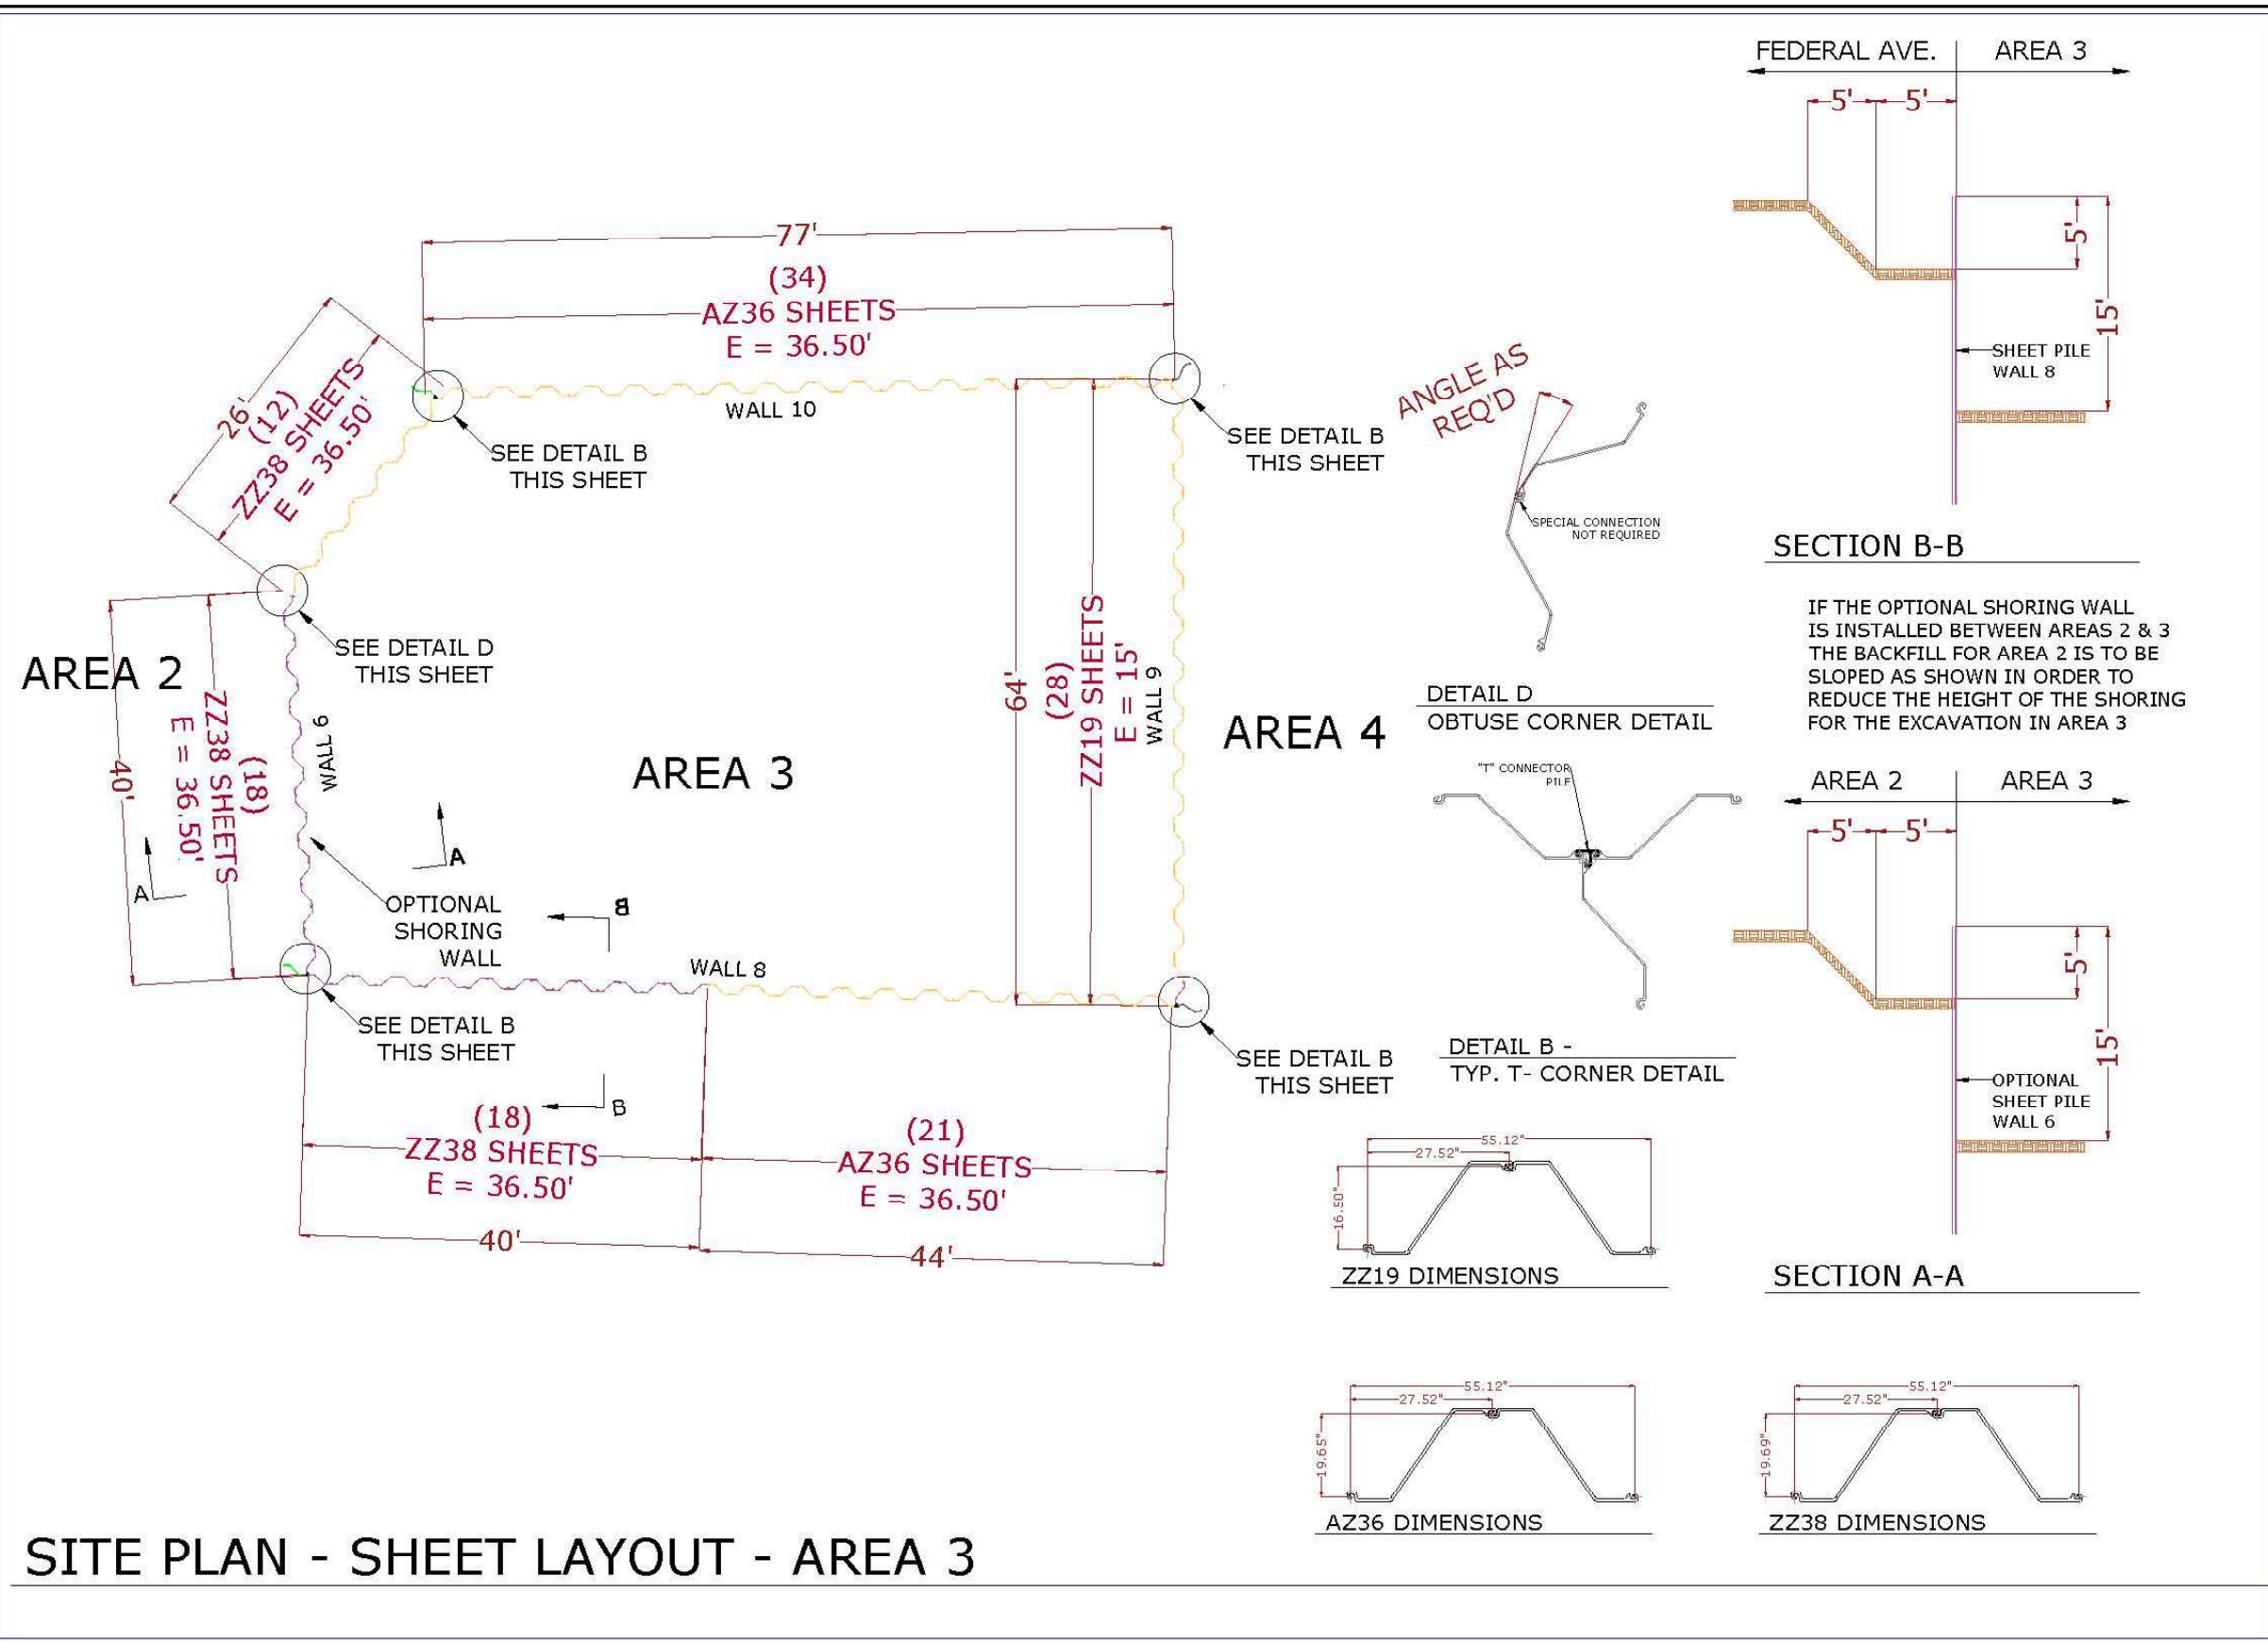 77'
(34)
AZ36 SHEETS
E = 36.50'
WALL 10
26'
(12)
ZZ38 SHEETS
E = 36.50'
SEE DETAIL B
THIS SHEET
SEE DETAIL B
THIS SHEET
SEE DETAIL D
THIS SHEET
AREA 2
40'
(18)
ZZ38 SHEETS
E = 36.50'
WALL 6
A
A
AREA 3
64'
(28)
ZZ19 SHEETS
E = 15'
WALL 9
AREA 4
OPTIONAL
SHORING
WALL
B
WALL 8
SEE DETAIL B
THIS SHEET
SEE DETAIL B
THIS SHEET
B
(18)
ZZ38 SHEETS
E = 36.50'
40'
(21)
AZ36 SHEETS
E = 36.50'
44'
ANGLE AS
REQ'D
SPECIAL CONNECTION
NOT REQUIRED
DETAIL D
OBTUSE CORNER DETAIL
"T" CONNECTOR
PILE
DETAIL B -
TYP. T- CORNER DETAIL
55.12"
27.52"
16.50"
ZZ19 DIMENSIONS
55.12"
27.52"
19.65"
AZ36 DIMENSIONS
55.12"
27.52"
19.69"
ZZ38 DIMENSIONS
FEDERAL AVE.
AREA 3
5'
5'
5'
15'
SHEET PILE
WALL 8
SECTION B-B
IF THE OPTIONAL SHORING WALL
IS INSTALLED BETWEEN AREAS 2 & 3
THE BACKFILL FOR AREA 2 IS TO BE
SLOPED AS SHOWN IN ORDER TO
REDUCE THE HEIGHT OF THE SHORING
FOR THE EXCAVATION IN AREA 3
AREA 2
AREA 3
5'
5'
5'
15'
OPTIONAL
SHEET PILE
WALL 6
SECTION A-A
SITE PLAN - SHEET LAYOUT - AREA 3